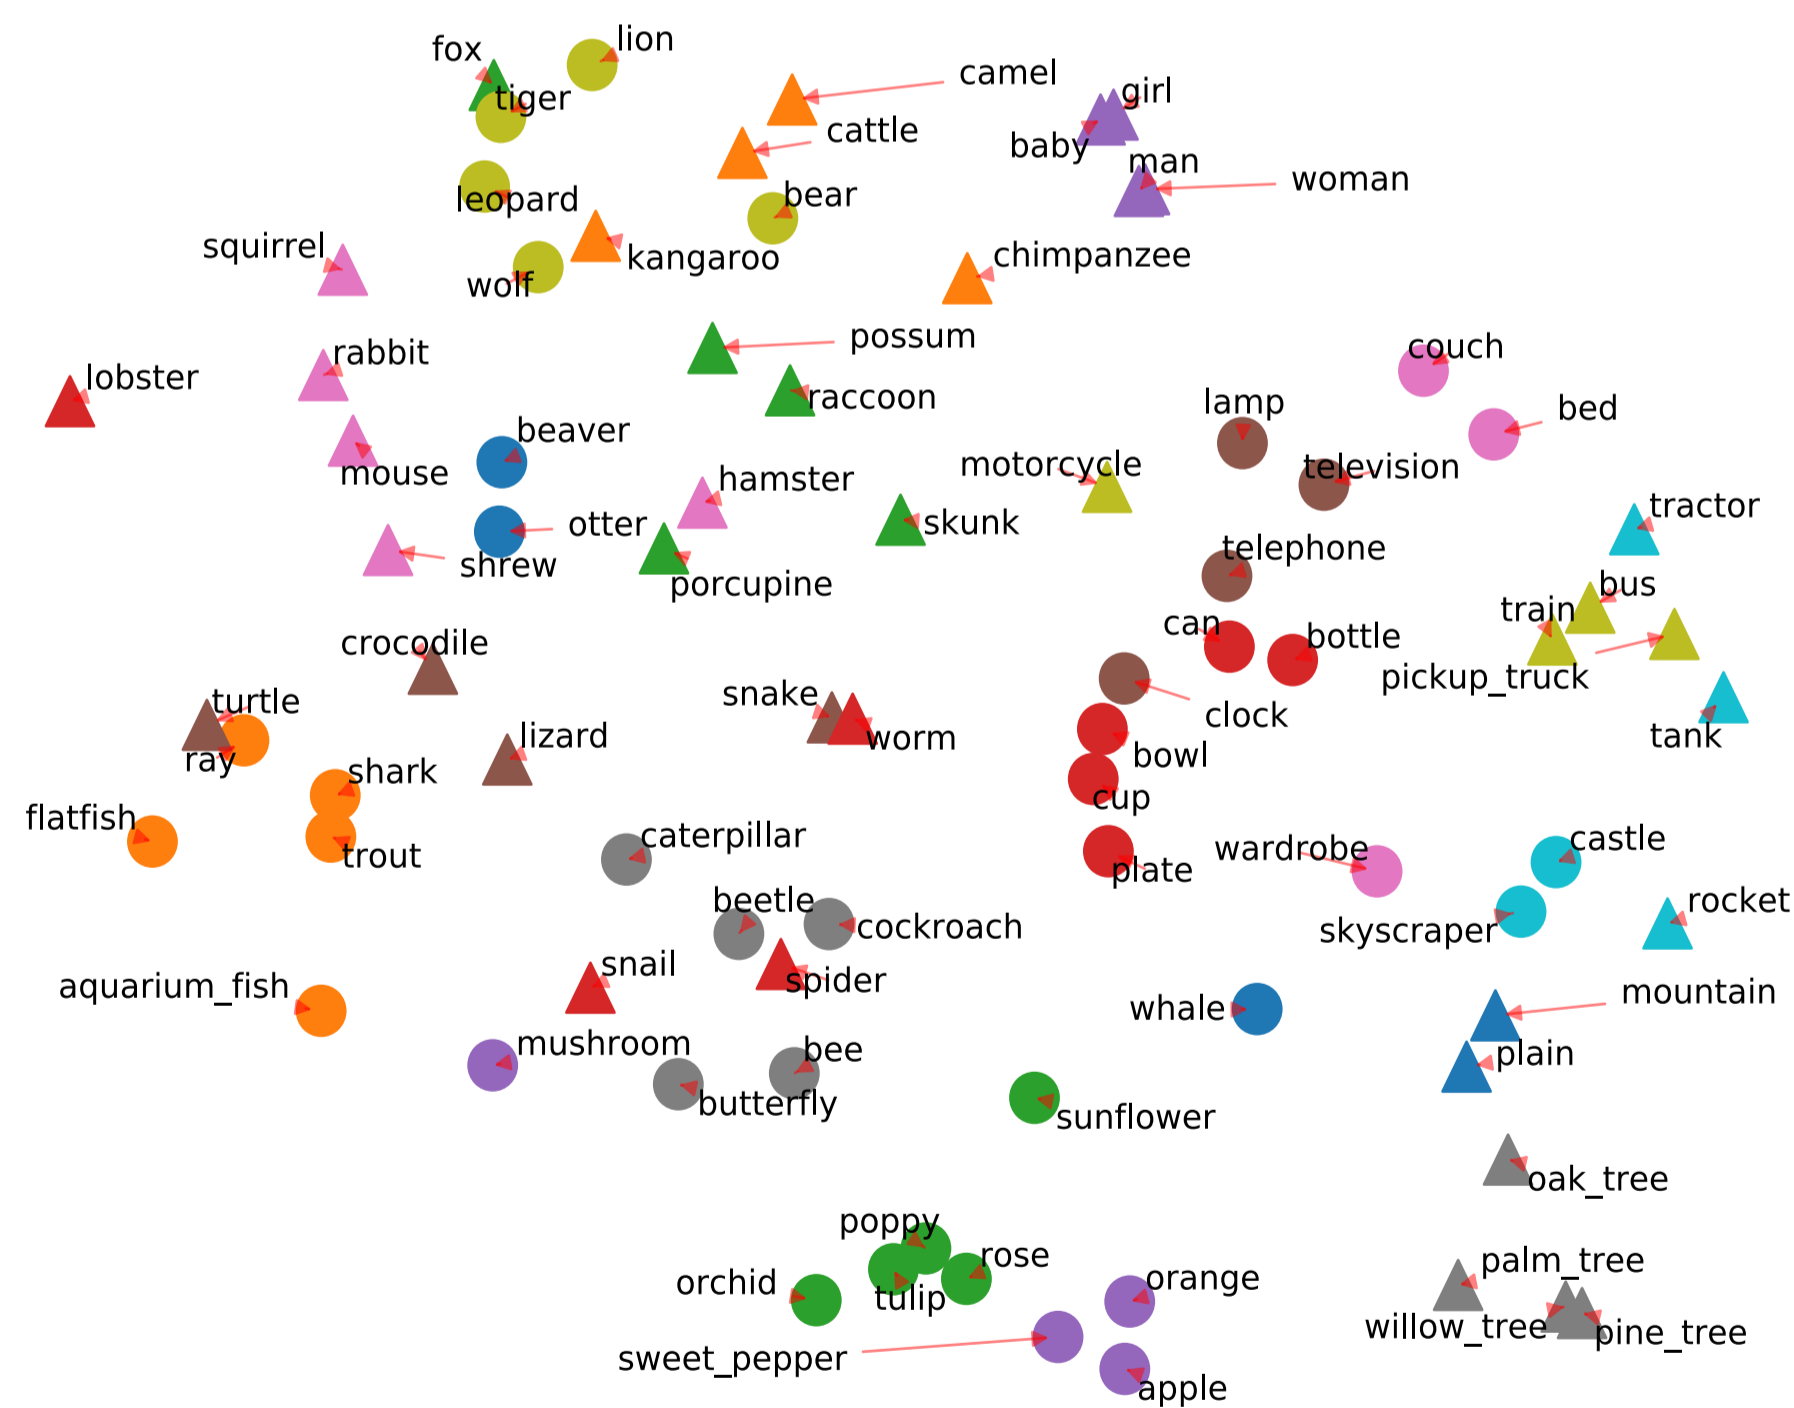 lion
fox
camel
girl
tiger
cattle
baby
man
woman
bear
leopard
squirrel
kangaroo
chimpanzee
wolf
possum
couch
rabbit
lobster
raccoon
lamp
bed
beaver
motorcycle
television
mouse
hamster
tractor
otter
skunk
telephone
shrew
porcupine
bus
train
can
bottle
crocodile
pickup_truck
snake
turtle
clock
lizard
worm
tank
bowl
ray
shark
cup
flatfish
caterpillar
castle
trout
wardrobe
plate
beetle
rocket
cockroach
skyscraper
snail
spider
aquarium_fish
mountain
whale
mushroom
bee
plain
butterfly
sunflower
oak_tree
poppy
rose
palm_tree
orchid
orange
tulip
willow_tree
pine_tree
sweet_pepper
apple